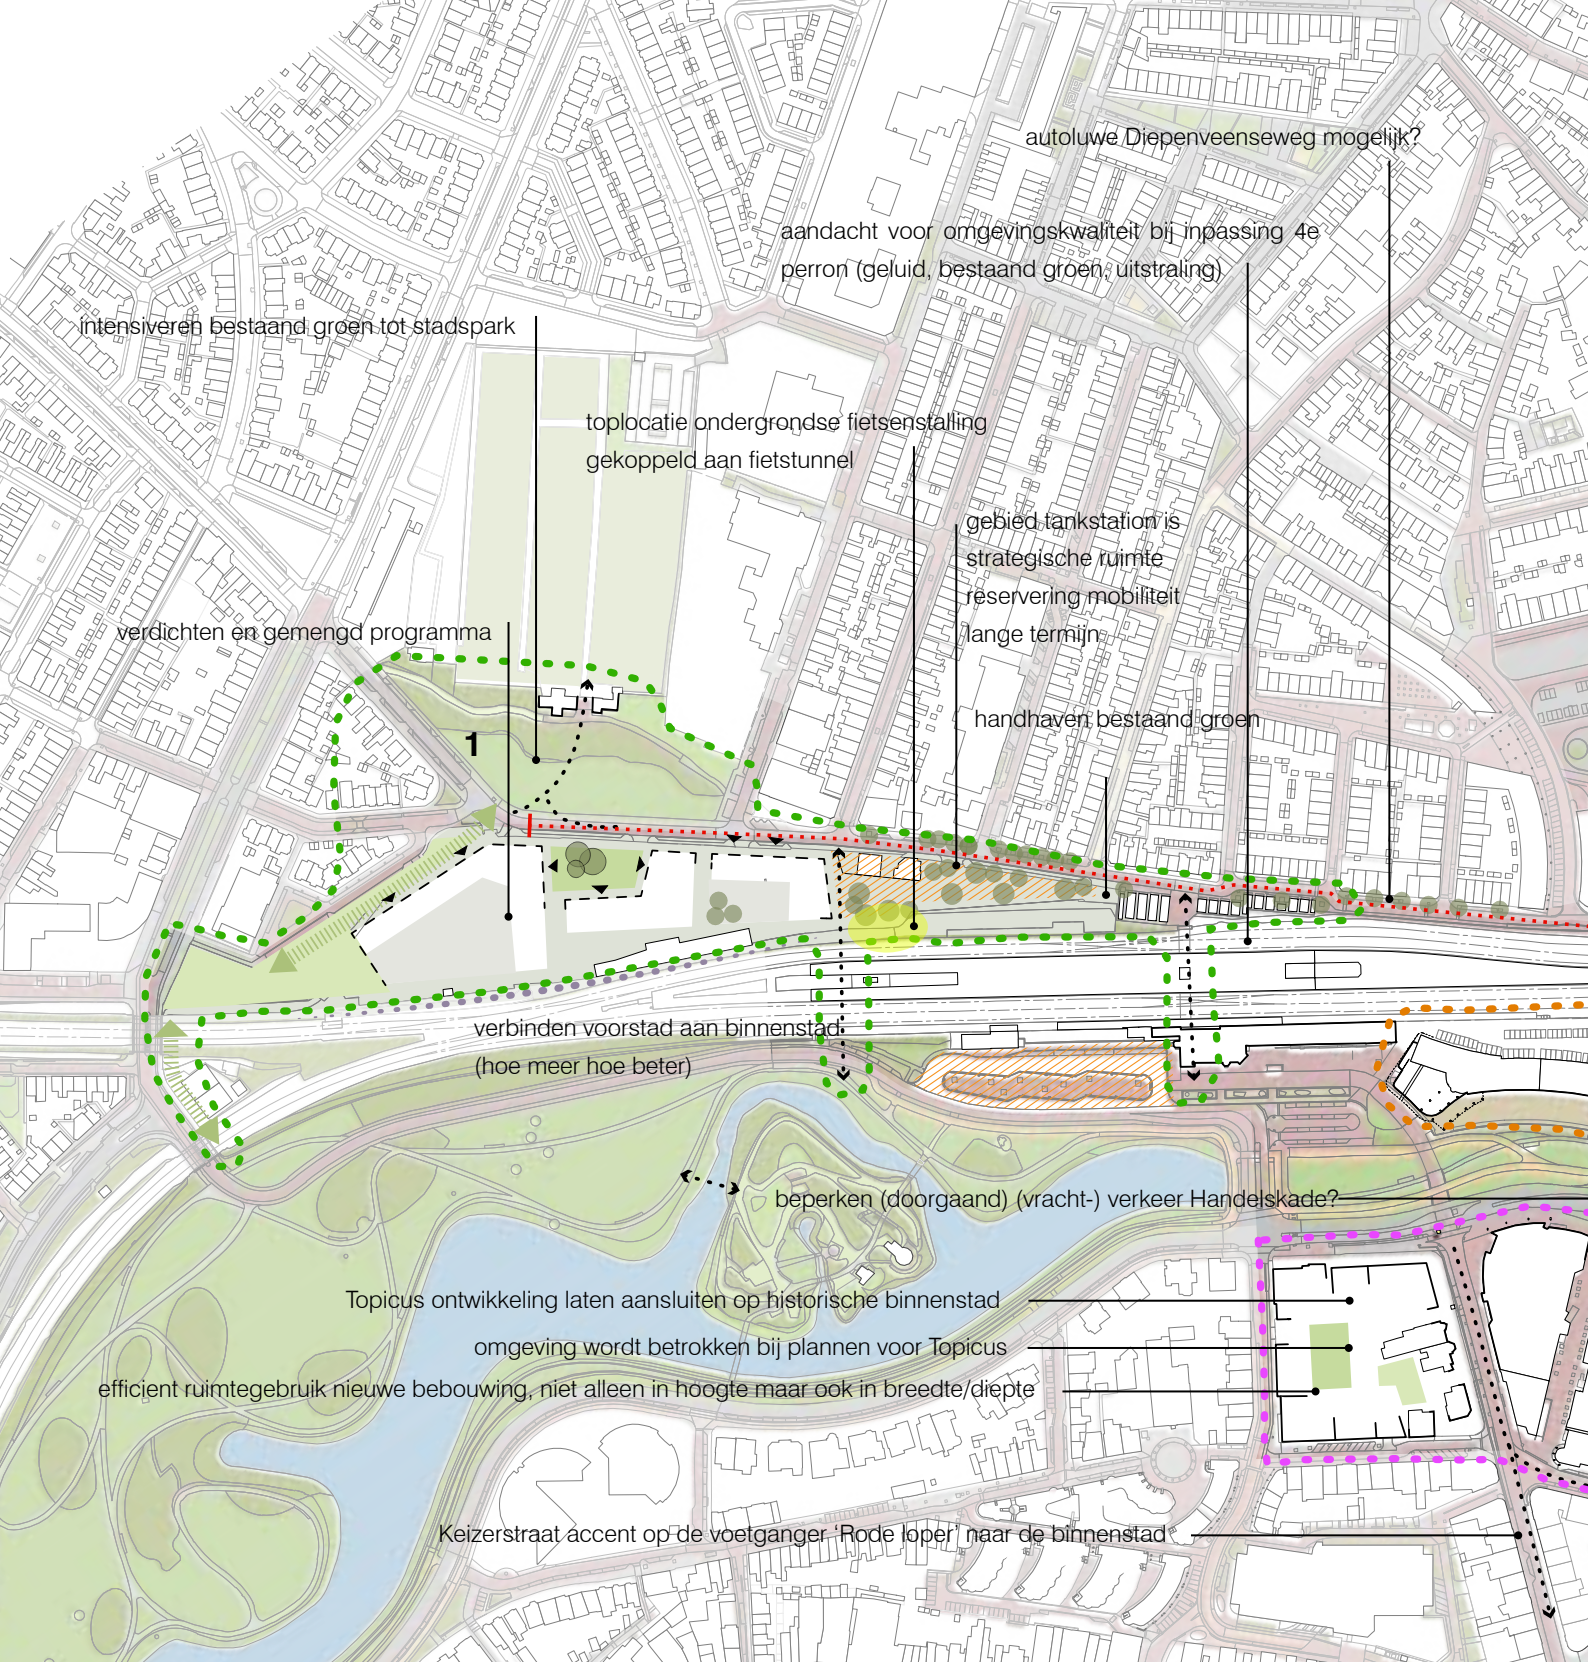 autoluwe Diepenveenseweg mogelijk?
aandacht voor omgevingskwaliteit bij inpassing 4e
perron (geluid, bestaand groen, uitstraling)
intensiveren bestaand groen tot stadspark
toplocatie ondergrondse fietsenstalling
gekoppeld aan fietstunnel
gebied tankstation is
strategische ruimte
reservering mobiliteit
lange termijn
verdichten en gemengd programma
handhaven bestaand groen
1
verbinden voorstad aan binnenstad
(hoe meer hoe beter)
beperken (doorgaand) (vracht-) verkeer Handelskade?
Topicus ontwikkeling laten aansluiten op historische binnenstad
omgeving wordt betrokken bij plannen voor Topicus
efficient ruimtegebruik nieuwe bebouwing, niet alleen in hoogte maar ook in breedte/diepte
Keizerstraat accent op de voetganger ‘Rode loper’ naar de binnenstad